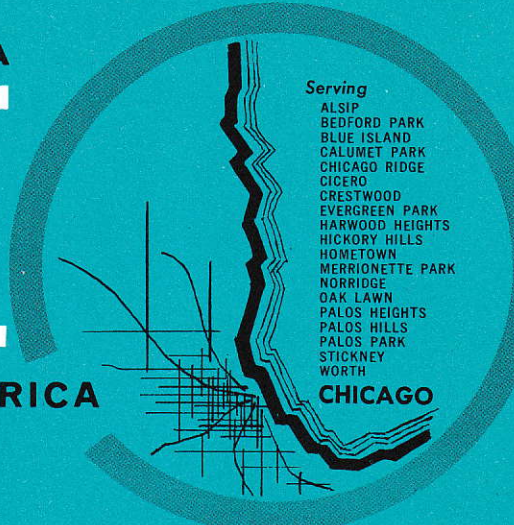 A
Serving
ALSIP
BEDFORD PARK
BLUE ISLAND
CALUMET PARK
CHICAGO RIDGE
CICERO
CRESTWOOD
EVERGREEN PARK
HARWOOD HEIGHTS
HICKORY HILLS
HOMETOWN
MERRIONETTE PARK
NORRIDGE
OAK LAWN
PALOS HEIGHTS
PALOS HILLS
PALOS PARK
STICKNEY
WORTH
CHICAGO
RICA